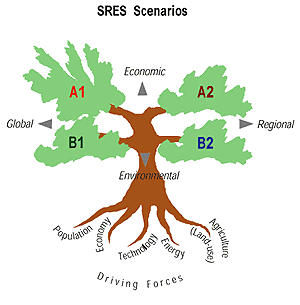 SRES Scenarios
Economic
A1
A2
Global
Regional
B1
B2
Environmental
Population
Economy
Technology
Energy
Agriculture
(Land-use)
Driving Forces